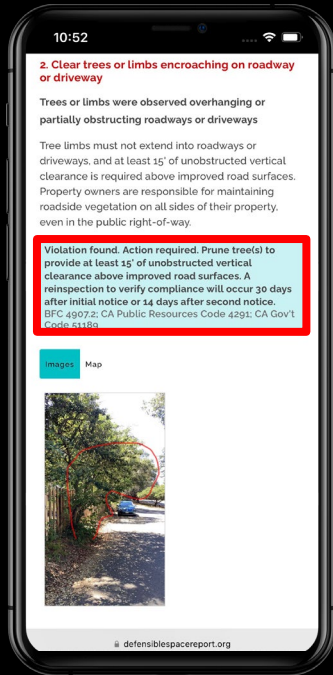 10:52
2. Clear trees or limbs encroaching on roadway
or driveway
Trees or limbs were observed overhanging or
partially obstructing roadways or driveways
Tree limbs must not extend into roadways or
driveways, and at least 15' of unobstructed vertical
clearance is required above improved road surfaces.
Property owners are responsible for maintaining
roadside vegetation on all sides of their property,
even in the public right-of-way.
Violation found. Action required. Prune tree(s) to
provide at least 15' of unobstructed vertical
clearance above improved road surfaces. A
reinspection to verify compliance will occur 30 days
after initial notice or 14 days after second notice.
BFC 4907.2; CA Public Resources Code 4291; CA Gov't
Code 51189
Images Map
defensiblespacereport.org